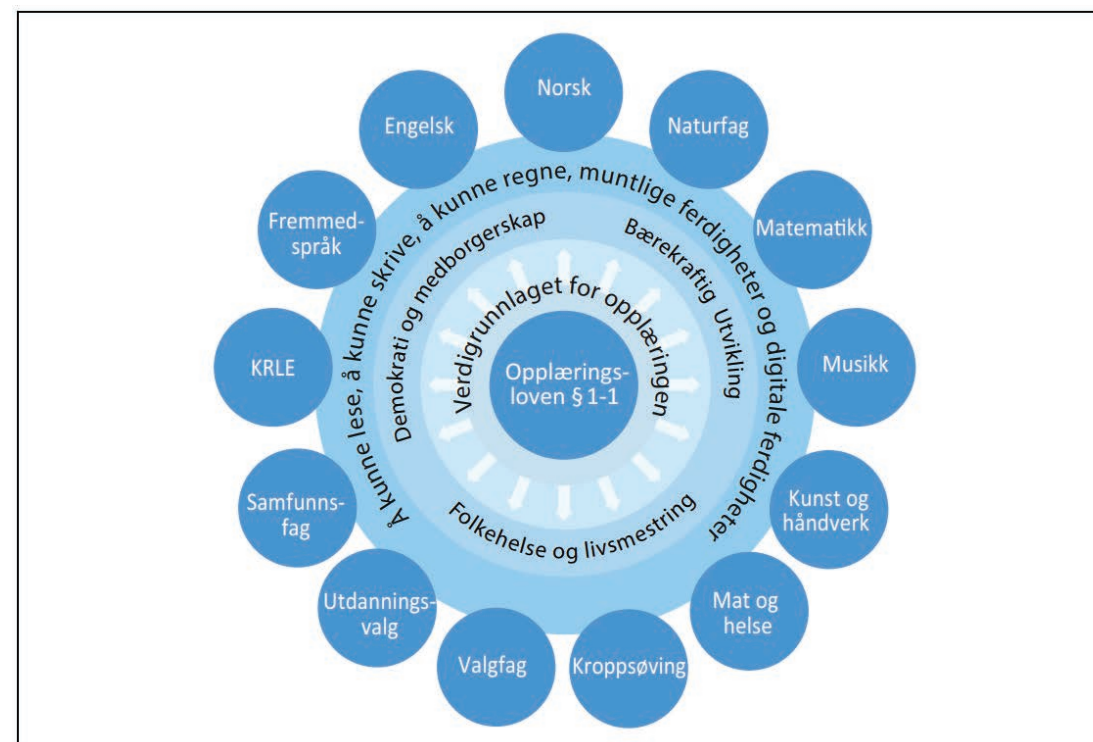 Norsk
Naturfag
Matematikk
Musikk
Kunst og
håndverk
Mat og
helse
Kroppsøving
Valgfag
Utdannings-
valg
Samfunns-
fag
KRLE
Fremmed-
språk
Engelsk
Å kunne lese, å kunne skrive, å kunne regne, muntlige ferdigheter og digitale ferdigheter
Demokrati og medborgerskap
Bærekraftig Utvikling
Folkehelse og livsmestring
Verdigrunnlaget for opplæringen
Opplærings-
loven § 1-1